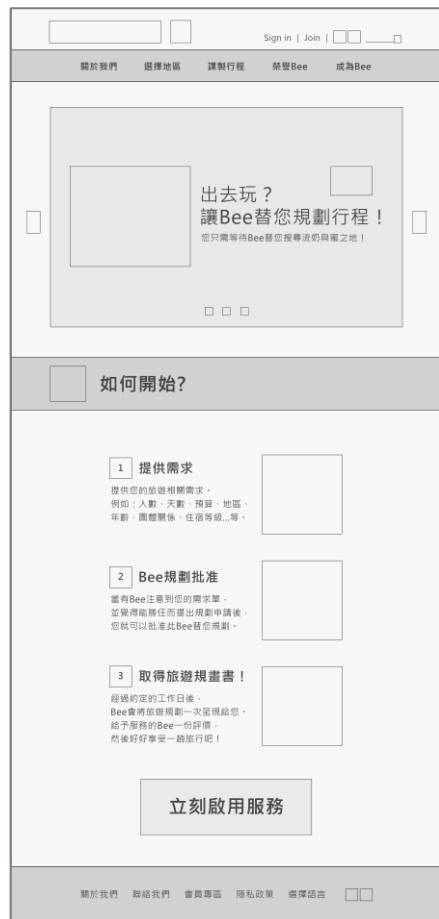 Sign in | Join |
關於我們 選擇地區 課製行程 榮譽Bee 成為Bee
出去玩？
讓Bee替您規劃行程！
您只需等待Bee替您搜尋流奶與蜜之地！
如何開始?
1 提供需求
提供您的旅遊相關需求。
例如：人數、天數、預算、地區、
年齡、團體關係、住宿等級...等。
2 Bee規劃批准
當有Bee注意到您的需求單，
並覺得能勝任而提出規劃申請後，
您就可以批准此Bee替您規劃。
3 取得旅遊規畫書！
經過約定的工作日後，
Bee會將旅遊規劃一次呈現給您。
給予服務的Bee一份評價，
然後好好享受一趟旅行吧！
立刻啟用服務
關於我們 聯絡我們 會員專區 隱私政策 選擇語言